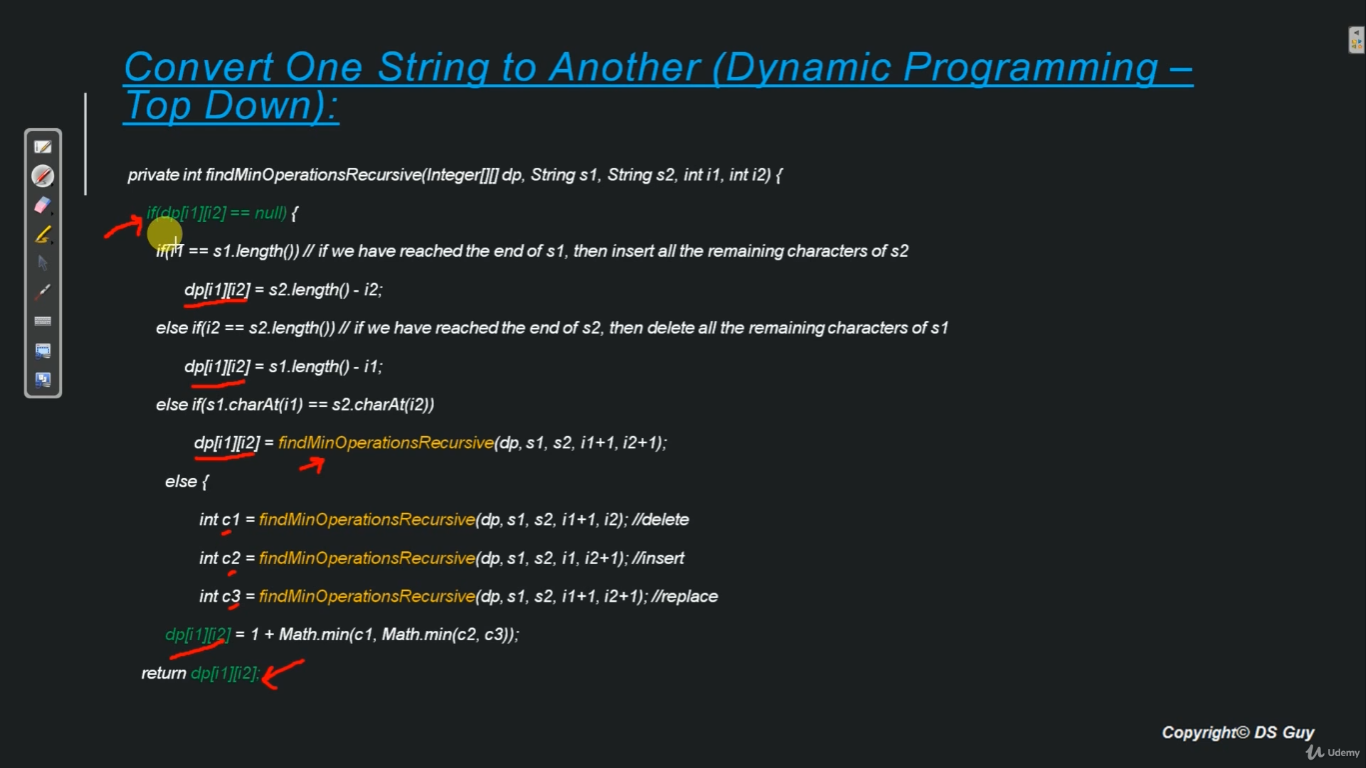 Convert One String to Another (Dynamic Programming –
Top Down):
private int findMinOperationsRecursive(Integer[][] dp, String s1, String s2, int i1, int i2) {
if(dp[i1][i2] == null) {
if(i1 == s1.length()) // if we have reached the end of s1, then insert all the remaining characters of s2
dp[i1][i2] = s2.length() - i2;
else if(i2 == s2.length()) // if we have reached the end of s2, then delete all the remaining characters of s1
dp[i1][i2] = s1.length() - i1;
else if(s1.charAt(i1) == s2.charAt(i2))
dp[i1][i2] = findMinOperationsRecursive(dp, s1, s2, i1+1, i2+1);
else {
int c1 = findMinOperationsRecursive(dp, s1, s2, i1+1, i2); //delete
int c2 = findMinOperationsRecursive(dp, s1, s2, i1, i2+1); //insert
int c3 = findMinOperationsRecursive(dp, s1, s2, i1+1, i2+1); //replace
dp[i1][i2] = 1 + Math.min(c1, Math.min(c2, c3));
return dp[i1][i2];
Copyright© DS Guy
Udemy